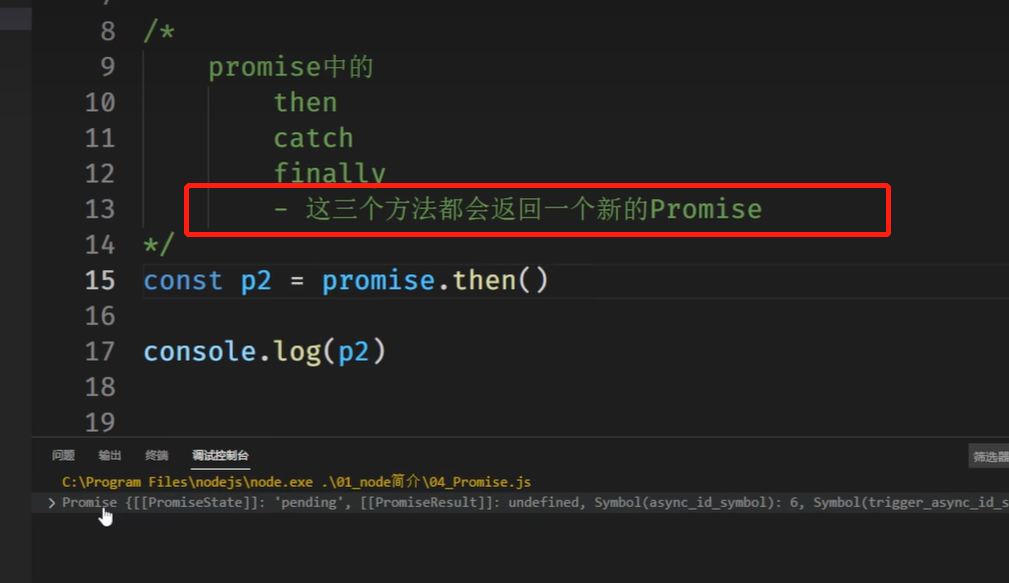 8 /*
9 promise中的
10 then
11 catch
12 finally
13 - 这三个方法都会返回一个新的Promise
14 */
15 const p2 = promise.then()
16
17 console.log(p2)
18
19
问题 输出 终端 调试控制台 筛选器
C:\Program Files\nodejs\node.exe .\01_node简介\04_Promise.js
> Promise {[[PromiseState]]: 'pending', [[PromiseResult]]: undefined, Symbol(async_id_symbol): 6, Symbol(trigger_async_id_s